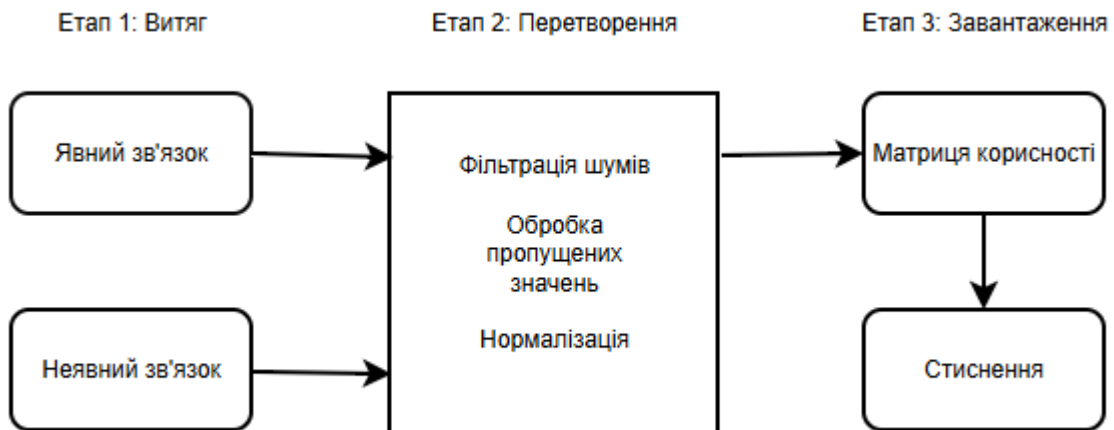 Етап 1: Витяг
Етап 2: Перетворення
Етап 3: Завантаження
Явний зв'язок
Неявний зв'язок
Фільтрація шумів
Обробка
пропущених
значень
Нормалізація
Матриця корисності
Стиснення